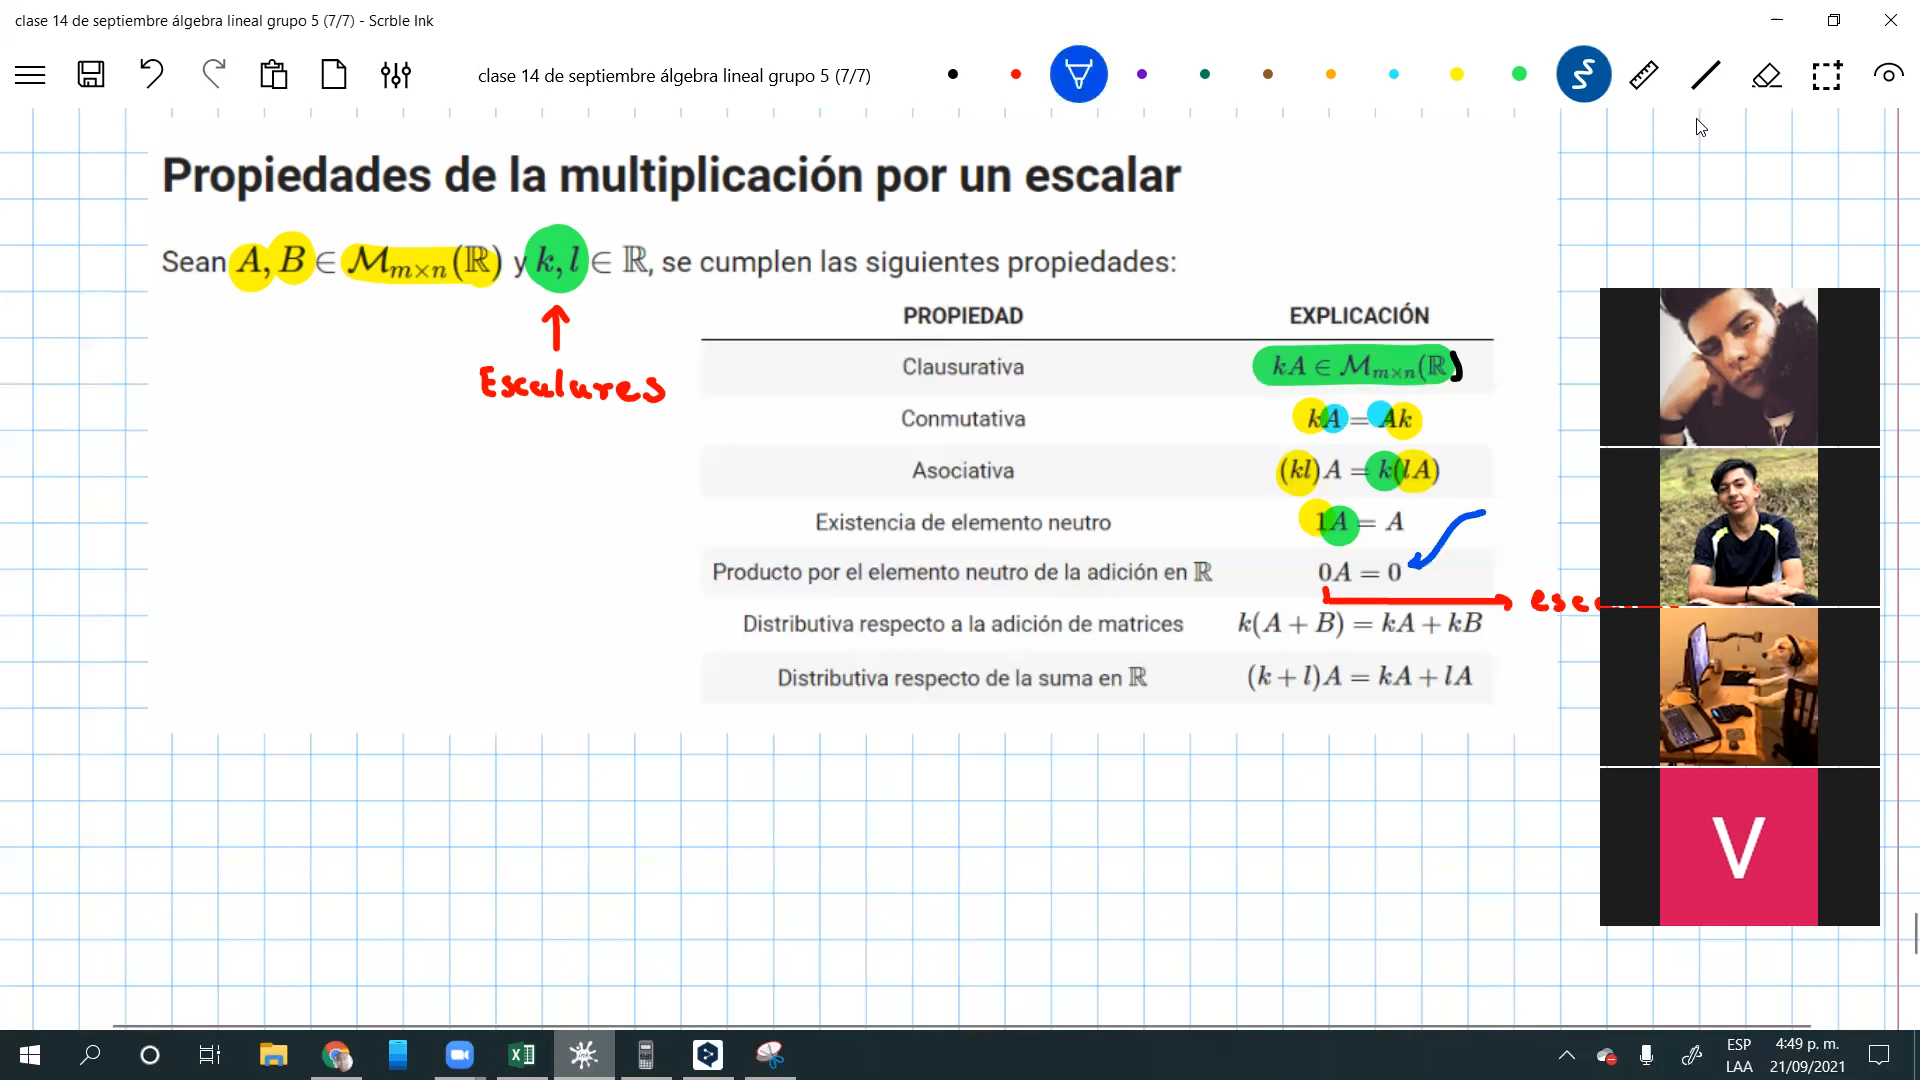 clase 14 de septiembre álgebra lineal grupo 5 (7/7) - Scrble Ink
clase 14 de septiembre álgebra lineal grupo 5 (7/7)
Propiedades de la multiplicación por un escalar
Sean A, B ∈ M_{m×n}(ℝ) y k, l ∈ ℝ, se cumplen las siguientes propiedades:
Escalares
PROPIEDAD EXPLICACIÓN
Clausurativa kA ∈ M_{m×n}(ℝ)
Conmutativa kA = Ak
Asociativa (kl)A = k(lA)
Existencia de elemento neutro 1A = A
Producto por el elemento neutro de la adición en ℝ 0A = 0
Distributiva respecto a la adición de matrices k(A + B) = kA + kB
Distributiva respecto de la suma en ℝ (k + l)A = kA + lA
V
ESP
LAA
4:49 p. m.
21/09/2021